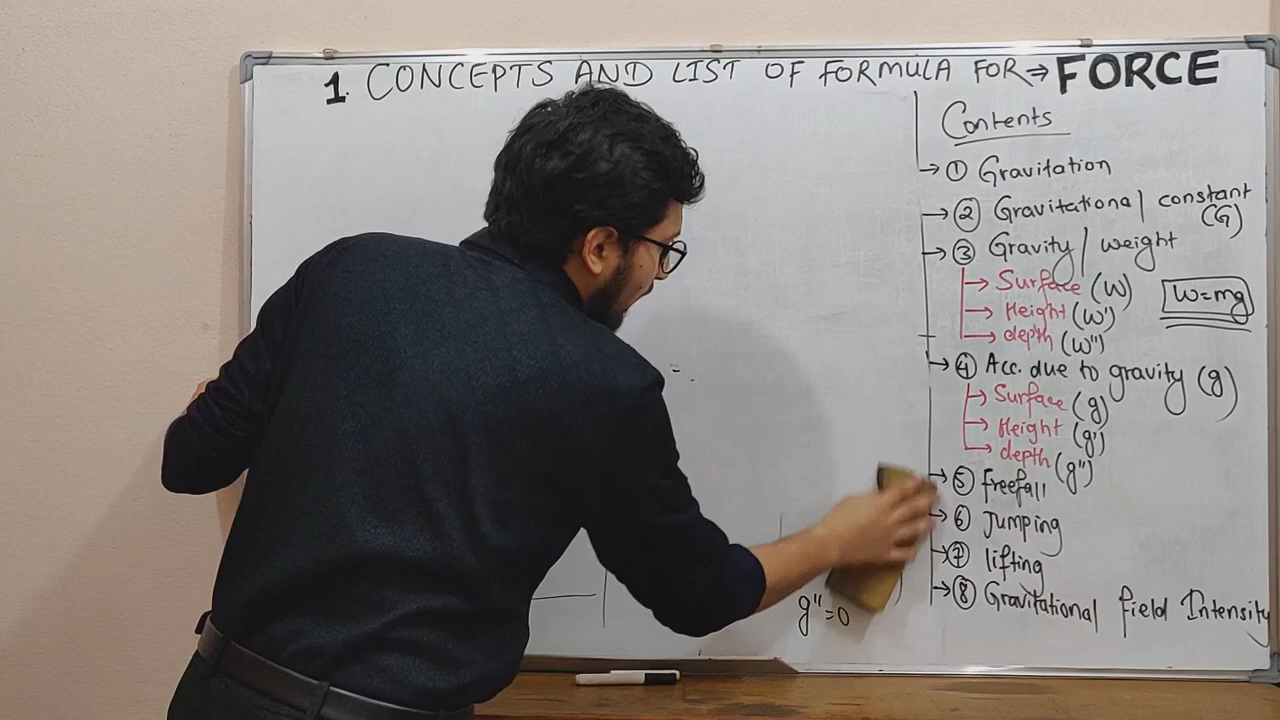 1. CONCEPTS AND LIST OF FORMULA FOR ⇒ FORCE
Contents
→ ① Gravitation
→ ② Gravitational constant
(G)
→ ③ Gravity/weight
→ Surface (W)
→ Height (W')
→ depth (W'')
W=mg
→ ④ Acc. due to gravity (g)
→ Surface (g)
→ Height (g')
→ depth (g'')
→ ⑤ freefall
→ ⑥ Jumping
→ ⑦ lifting
→ ⑧ Gravitational field Intensity
g''=0